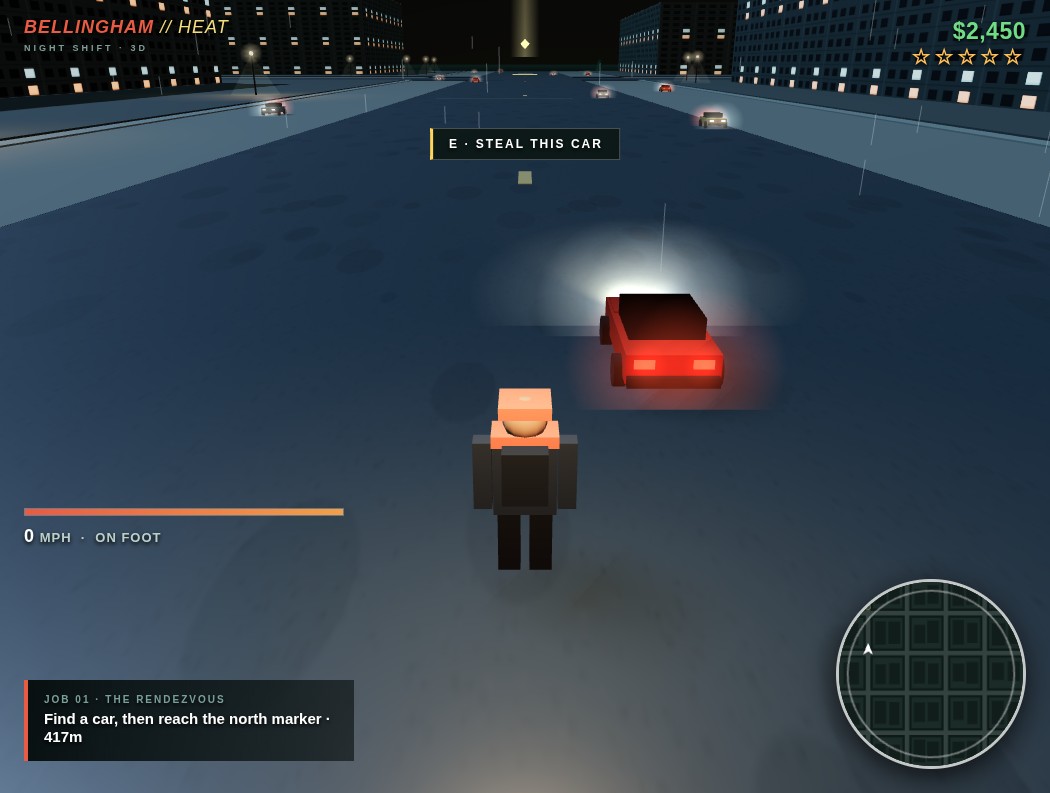 BELLINGHAM // HEAT
NIGHT SHIFT · 3D
$2,450
E · STEAL THIS CAR
0 MPH · ON FOOT
JOB 01 · THE RENDEZVOUS
Find a car, then reach the north marker ·
417m